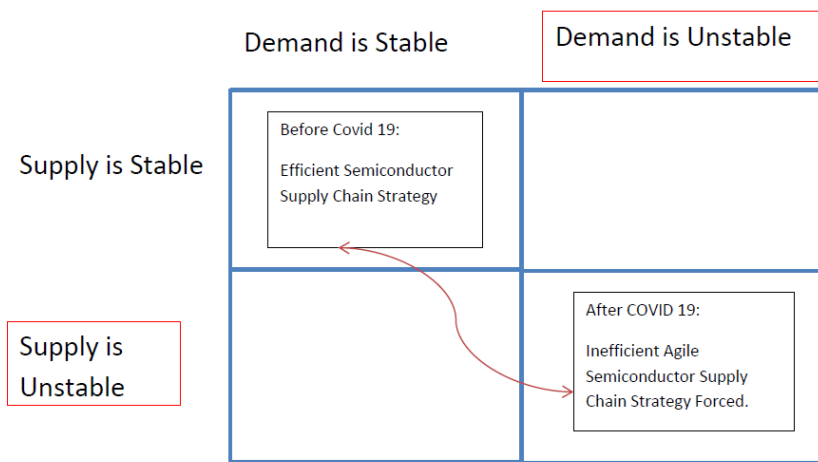 Demand is Stable
Demand is Unstable
Supply is Stable
Before Covid 19:
Efficient Semiconductor
Supply Chain Strategy
Supply is
Unstable
After COVID 19:
Inefficient Agile
Semiconductor Supply
Chain Strategy Forced.